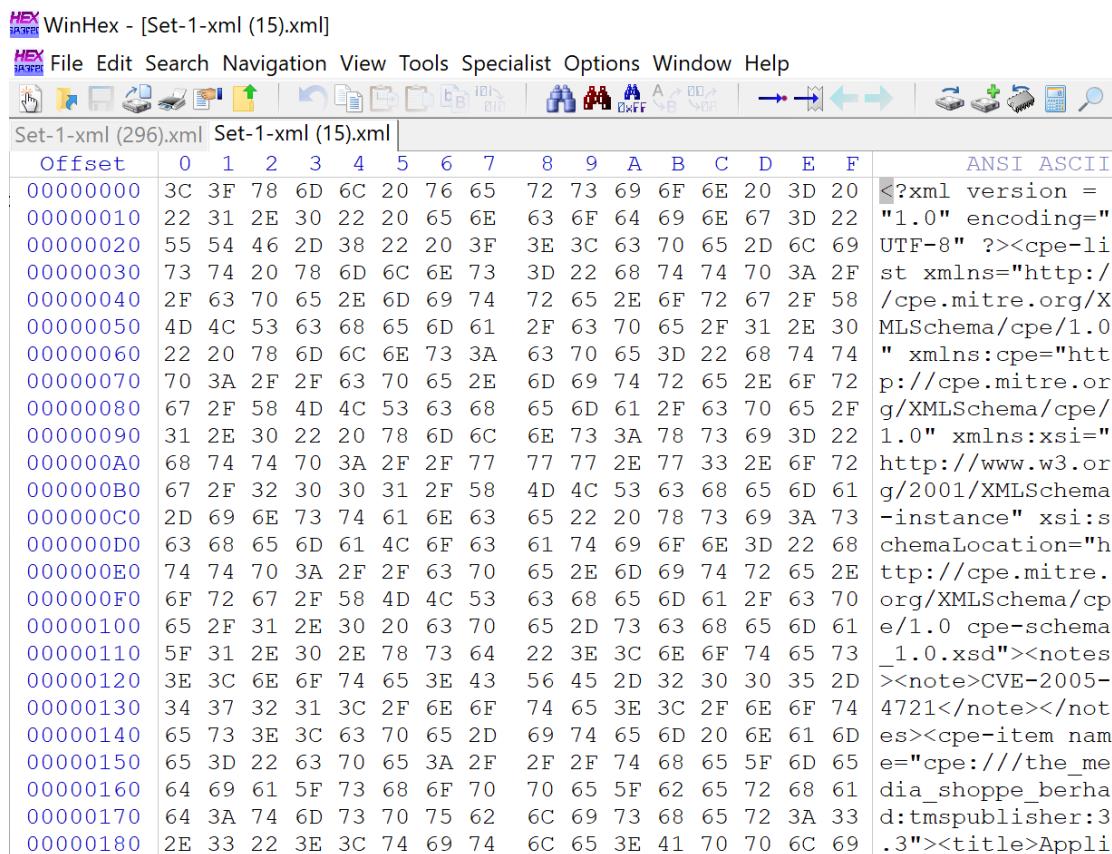 WinHex - [Set-1-xml (15).xml]
File Edit Search Navigation View Tools Specialist Options Window Help
Set-1-xml (296).xml Set-1-xml (15).xml
Offset 0 1 2 3 4 5 6 7 8 9 A B C D E F ANSI ASCII
00000000 3C 3F 78 6D 6C 20 76 65 72 73 69 6F 6E 20 3D 20 <?xml version =
00000010 22 31 2E 30 22 20 65 6E 63 6F 64 69 6E 67 3D 22 "1.0" encoding="
00000020 55 54 46 2D 38 22 20 3F 3E 3C 63 70 65 2D 6C 69 UTF-8" ?><cpe-li
00000030 73 74 20 78 6D 6C 6E 73 3D 22 68 74 74 70 3A 2F st xmlns="http:/
00000040 2F 63 70 65 2E 6D 69 74 72 65 2E 6F 72 67 2F 58 /cpe.mitre.org/X
00000050 4D 4C 53 63 68 65 6D 61 2F 63 70 65 2F 31 2E 30 MLSchema/cpe/1.0
00000060 22 20 78 6D 6C 6E 73 3A 63 70 65 3D 22 68 74 74 " xmlns:cpe="htt
00000070 70 3A 2F 2F 63 70 65 2E 6D 69 74 72 65 2E 6F 72 p://cpe.mitre.or
00000080 67 2F 58 4D 4C 53 63 68 65 6D 61 2F 63 70 65 2F g/XMLSchema/cpe/
00000090 31 2E 30 22 20 78 6D 6C 6E 73 3A 78 73 69 3D 22 1.0" xmlns:xsi="
000000A0 68 74 74 70 3A 2F 2F 77 77 77 2E 77 33 2E 6F 72 http://www.w3.or
000000B0 67 2F 32 30 30 31 2F 58 4D 4C 53 63 68 65 6D 61 g/2001/XMLSchema
000000C0 2D 69 6E 73 74 61 6E 63 65 22 20 78 73 69 3A 73 -instance" xsi:s
000000D0 63 68 65 6D 61 4C 6F 63 61 74 69 6F 6E 3D 22 68 chemaLocation="h
000000E0 74 74 70 3A 2F 2F 63 70 65 2E 6D 69 74 72 65 2E ttp://cpe.mitre.
000000F0 6F 72 67 2F 58 4D 4C 53 63 68 65 6D 61 2F 63 70 org/XMLSchema/cp
00000100 65 2F 31 2E 30 20 63 70 65 2D 73 63 68 65 6D 61 e/1.0 cpe-schema
00000110 5F 31 2E 30 2E 78 73 64 22 3E 3C 6E 6F 74 65 73 _1.0.xsd"><notes
00000120 3E 3C 6E 6F 74 65 3E 43 56 45 2D 32 30 30 35 2D ><note>CVE-2005-
00000130 34 37 32 31 3C 2F 6E 6F 74 65 3E 3C 2F 6E 6F 74 4721</note></not
00000140 65 73 3E 3C 63 70 65 2D 69 74 65 6D 20 6E 61 6D es><cpe-item nam
00000150 65 3D 22 63 70 65 3A 2F 2F 2F 74 68 65 5F 6D 65 e="cpe:///the_me
00000160 64 69 61 5F 73 68 6F 70 70 65 5F 62 65 72 68 61 dia_shoppe_berha
00000170 64 3A 74 6D 73 70 75 62 6C 69 73 68 65 72 3A 33 d:tmspublisher:3
00000180 2E 33 22 3E 3C 74 69 74 6C 65 3E 41 70 70 6C 69 .3"><title>Appli